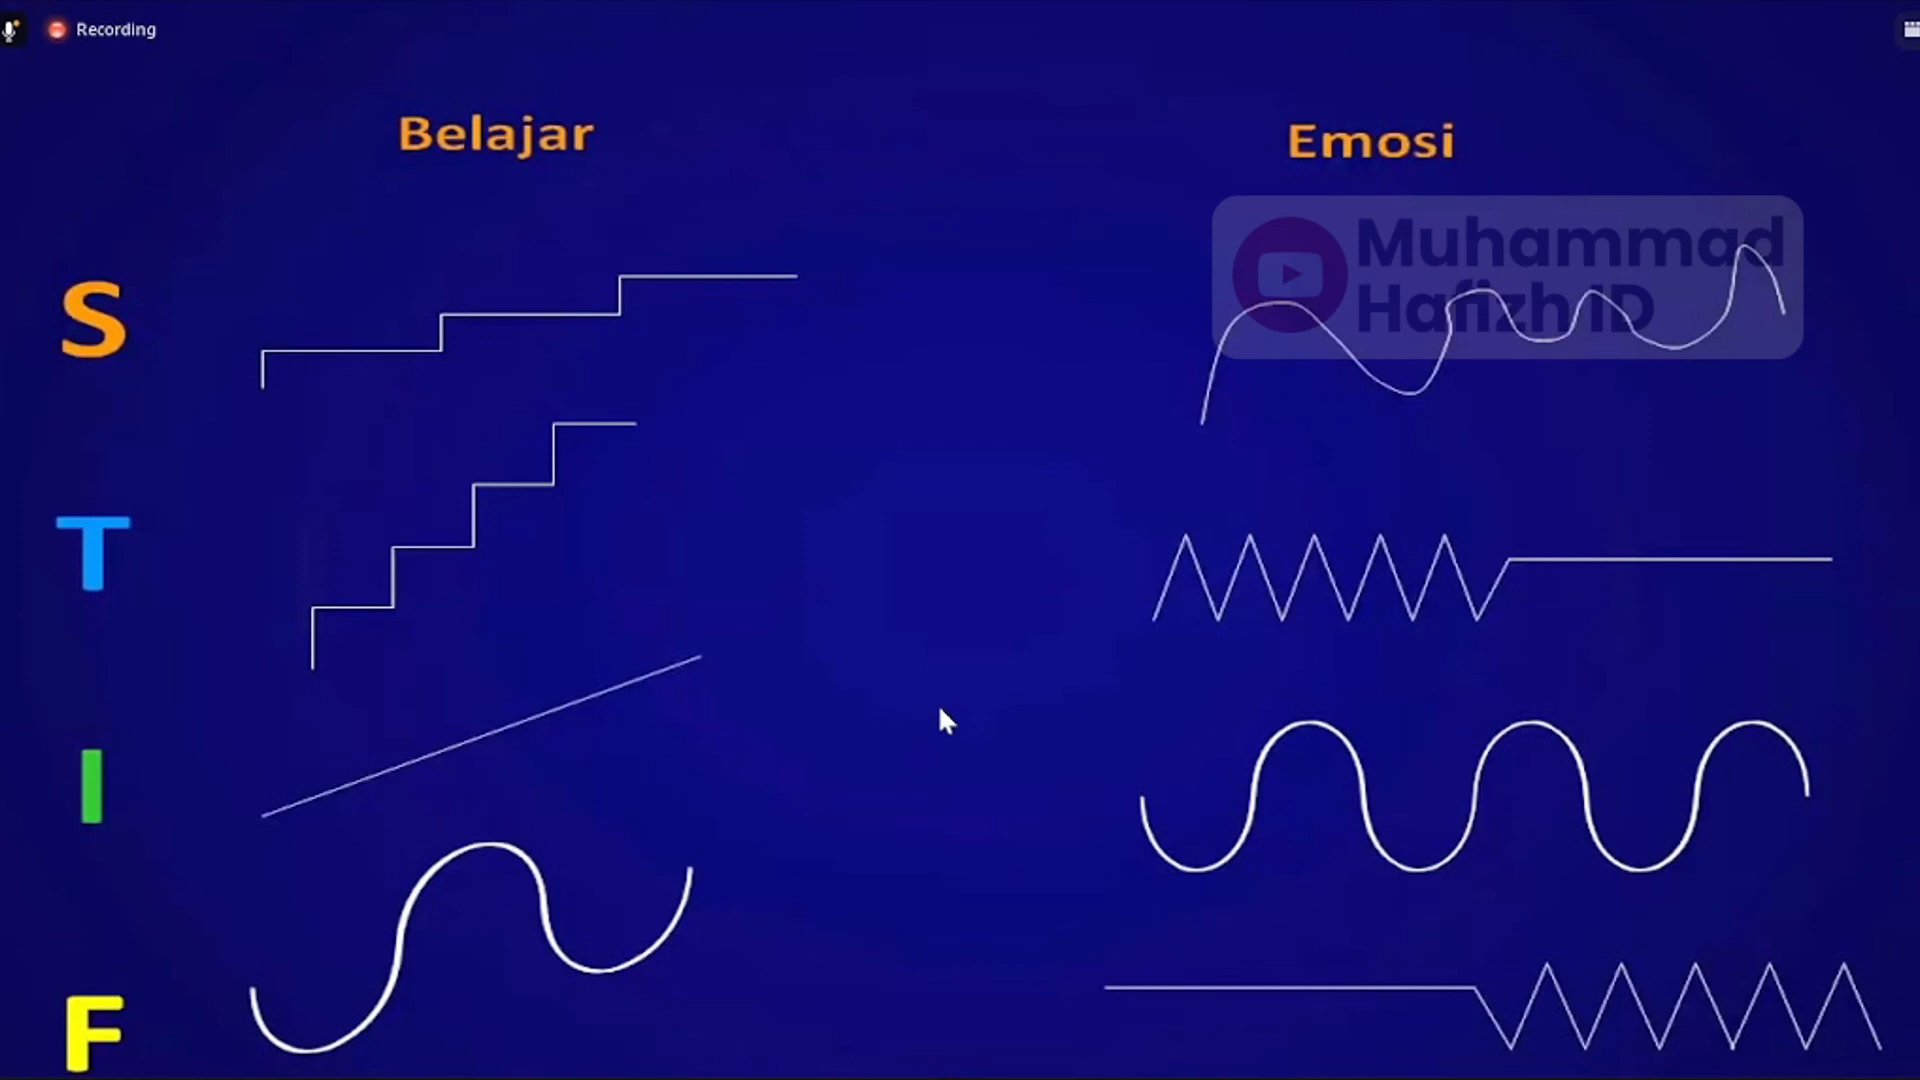 Recording
Belajar
Emosi
Muhammad
Hafizh ID
S
T
I
F